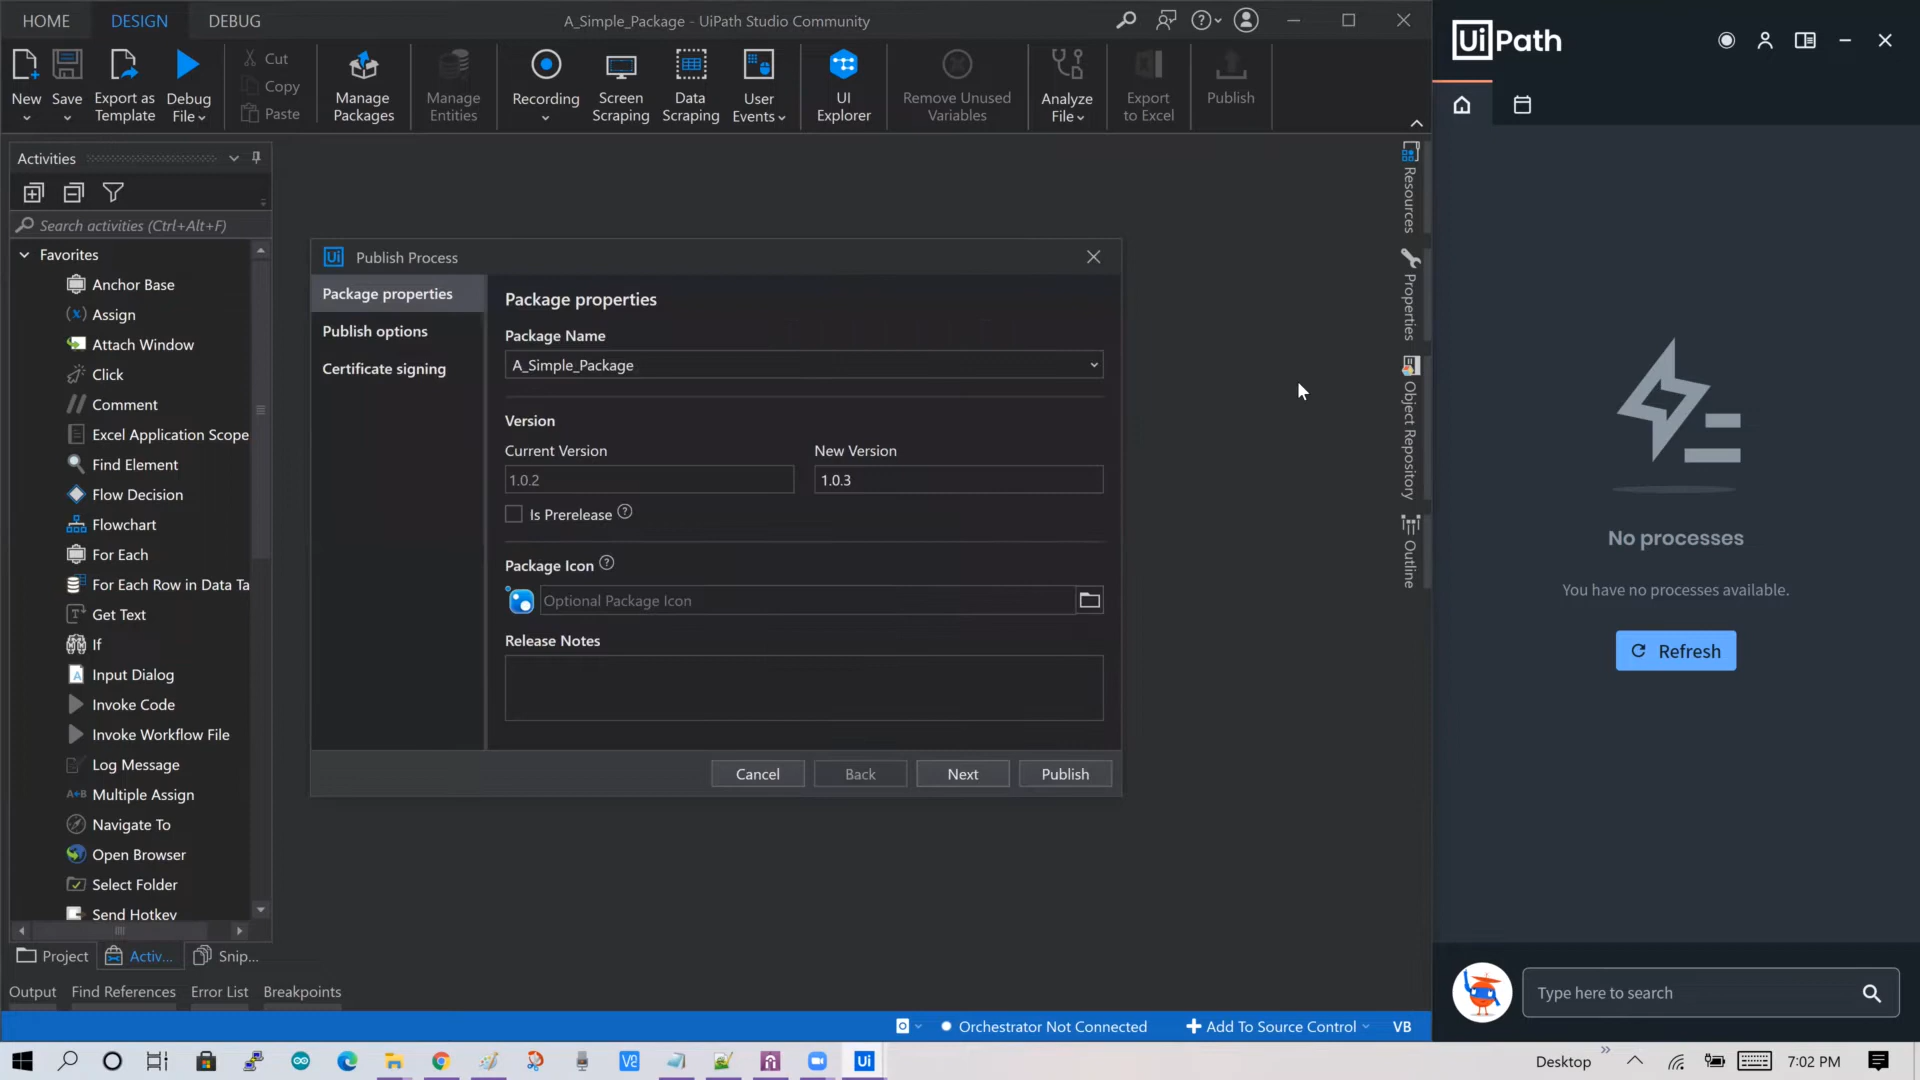 HOME
DESIGN
DEBUG
A_Simple_Package - UiPath Studio Community
New
Save
Export as
Template
Debug
File
Cut
Copy
Paste
Manage
Packages
Manage
Entities
Recording
Screen
Scraping
Data
Scraping
User
Events
UI
Explorer
Remove Unused
Variables
Analyze
File
Export
to Excel
Publish
Activities
Search activities (Ctrl+Alt+F)
Favorites
Anchor Base
Assign
Attach Window
Click
Comment
Excel Application Scope
Find Element
Flow Decision
Flowchart
For Each
For Each Row in Data Ta
Get Text
If
Input Dialog
Invoke Code
Invoke Workflow File
Log Message
Multiple Assign
Navigate To
Open Browser
Select Folder
Send Hotkey
Project
Activ...
Snip...
Output
Find References
Error List
Breakpoints
Ui
Publish Process
Package properties
Publish options
Certificate signing
Package properties
Package Name
A_Simple_Package
Version
Current Version
New Version
1.0.2
1.0.3
Is Prerelease
Package Icon
Optional Package Icon
Release Notes
Cancel
Back
Next
Publish
Resources
Properties
Object Repository
Outline
Orchestrator Not Connected
Add To Source Control
VB
UiPath
No processes
You have no processes available.
Refresh
Type here to search
Ui
Desktop
7:02 PM